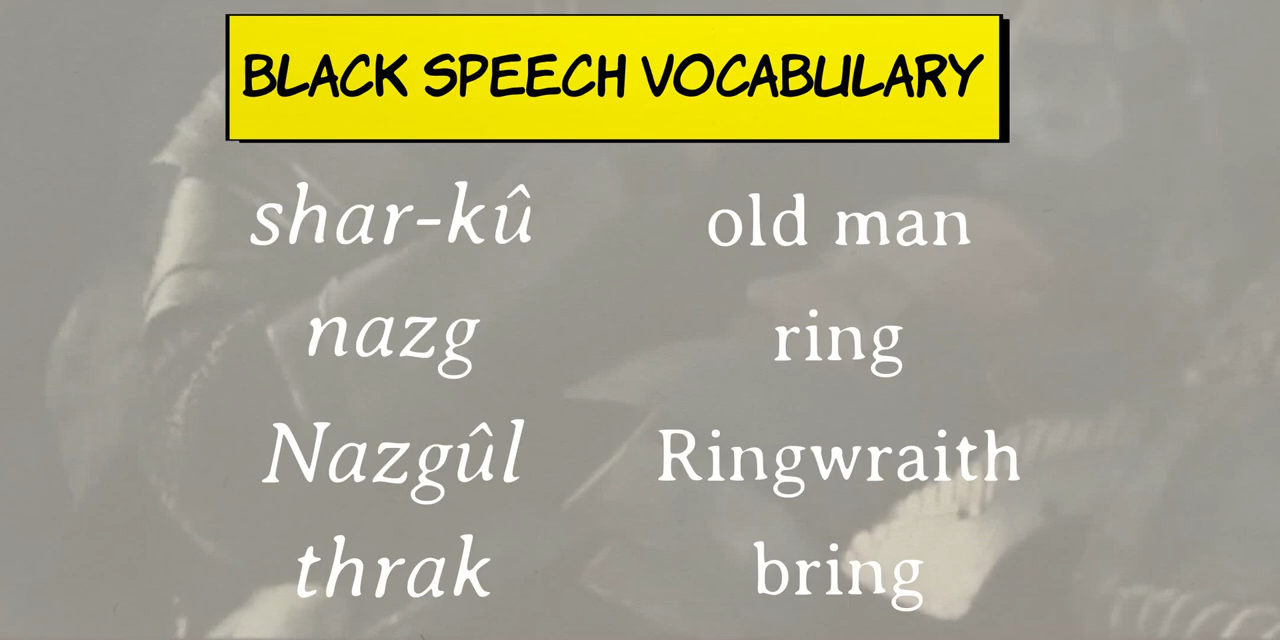 BLACK SPEECH VOCABULARY
shar-kû old man
nazg ring
Nazgûl Ringwraith
thrak bring